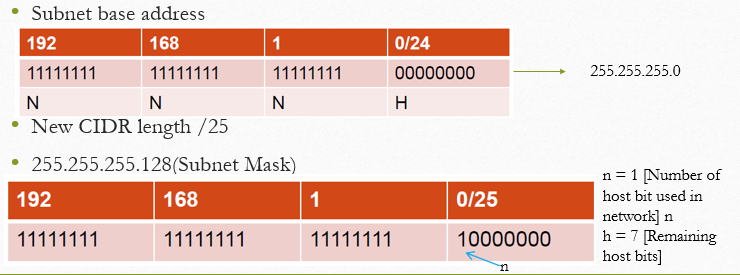 • Subnet base address
192 168 1 0/24
11111111 11111111 11111111 00000000 255.255.255.0
N N N H
• New CIDR length /25
• 255.255.255.128(Subnet Mask)
192 168 1 0/25
11111111 11111111 11111111 10000000
n
n = 1 [Number of
host bit used in
network] n
h = 7 [Remaining
host bits]